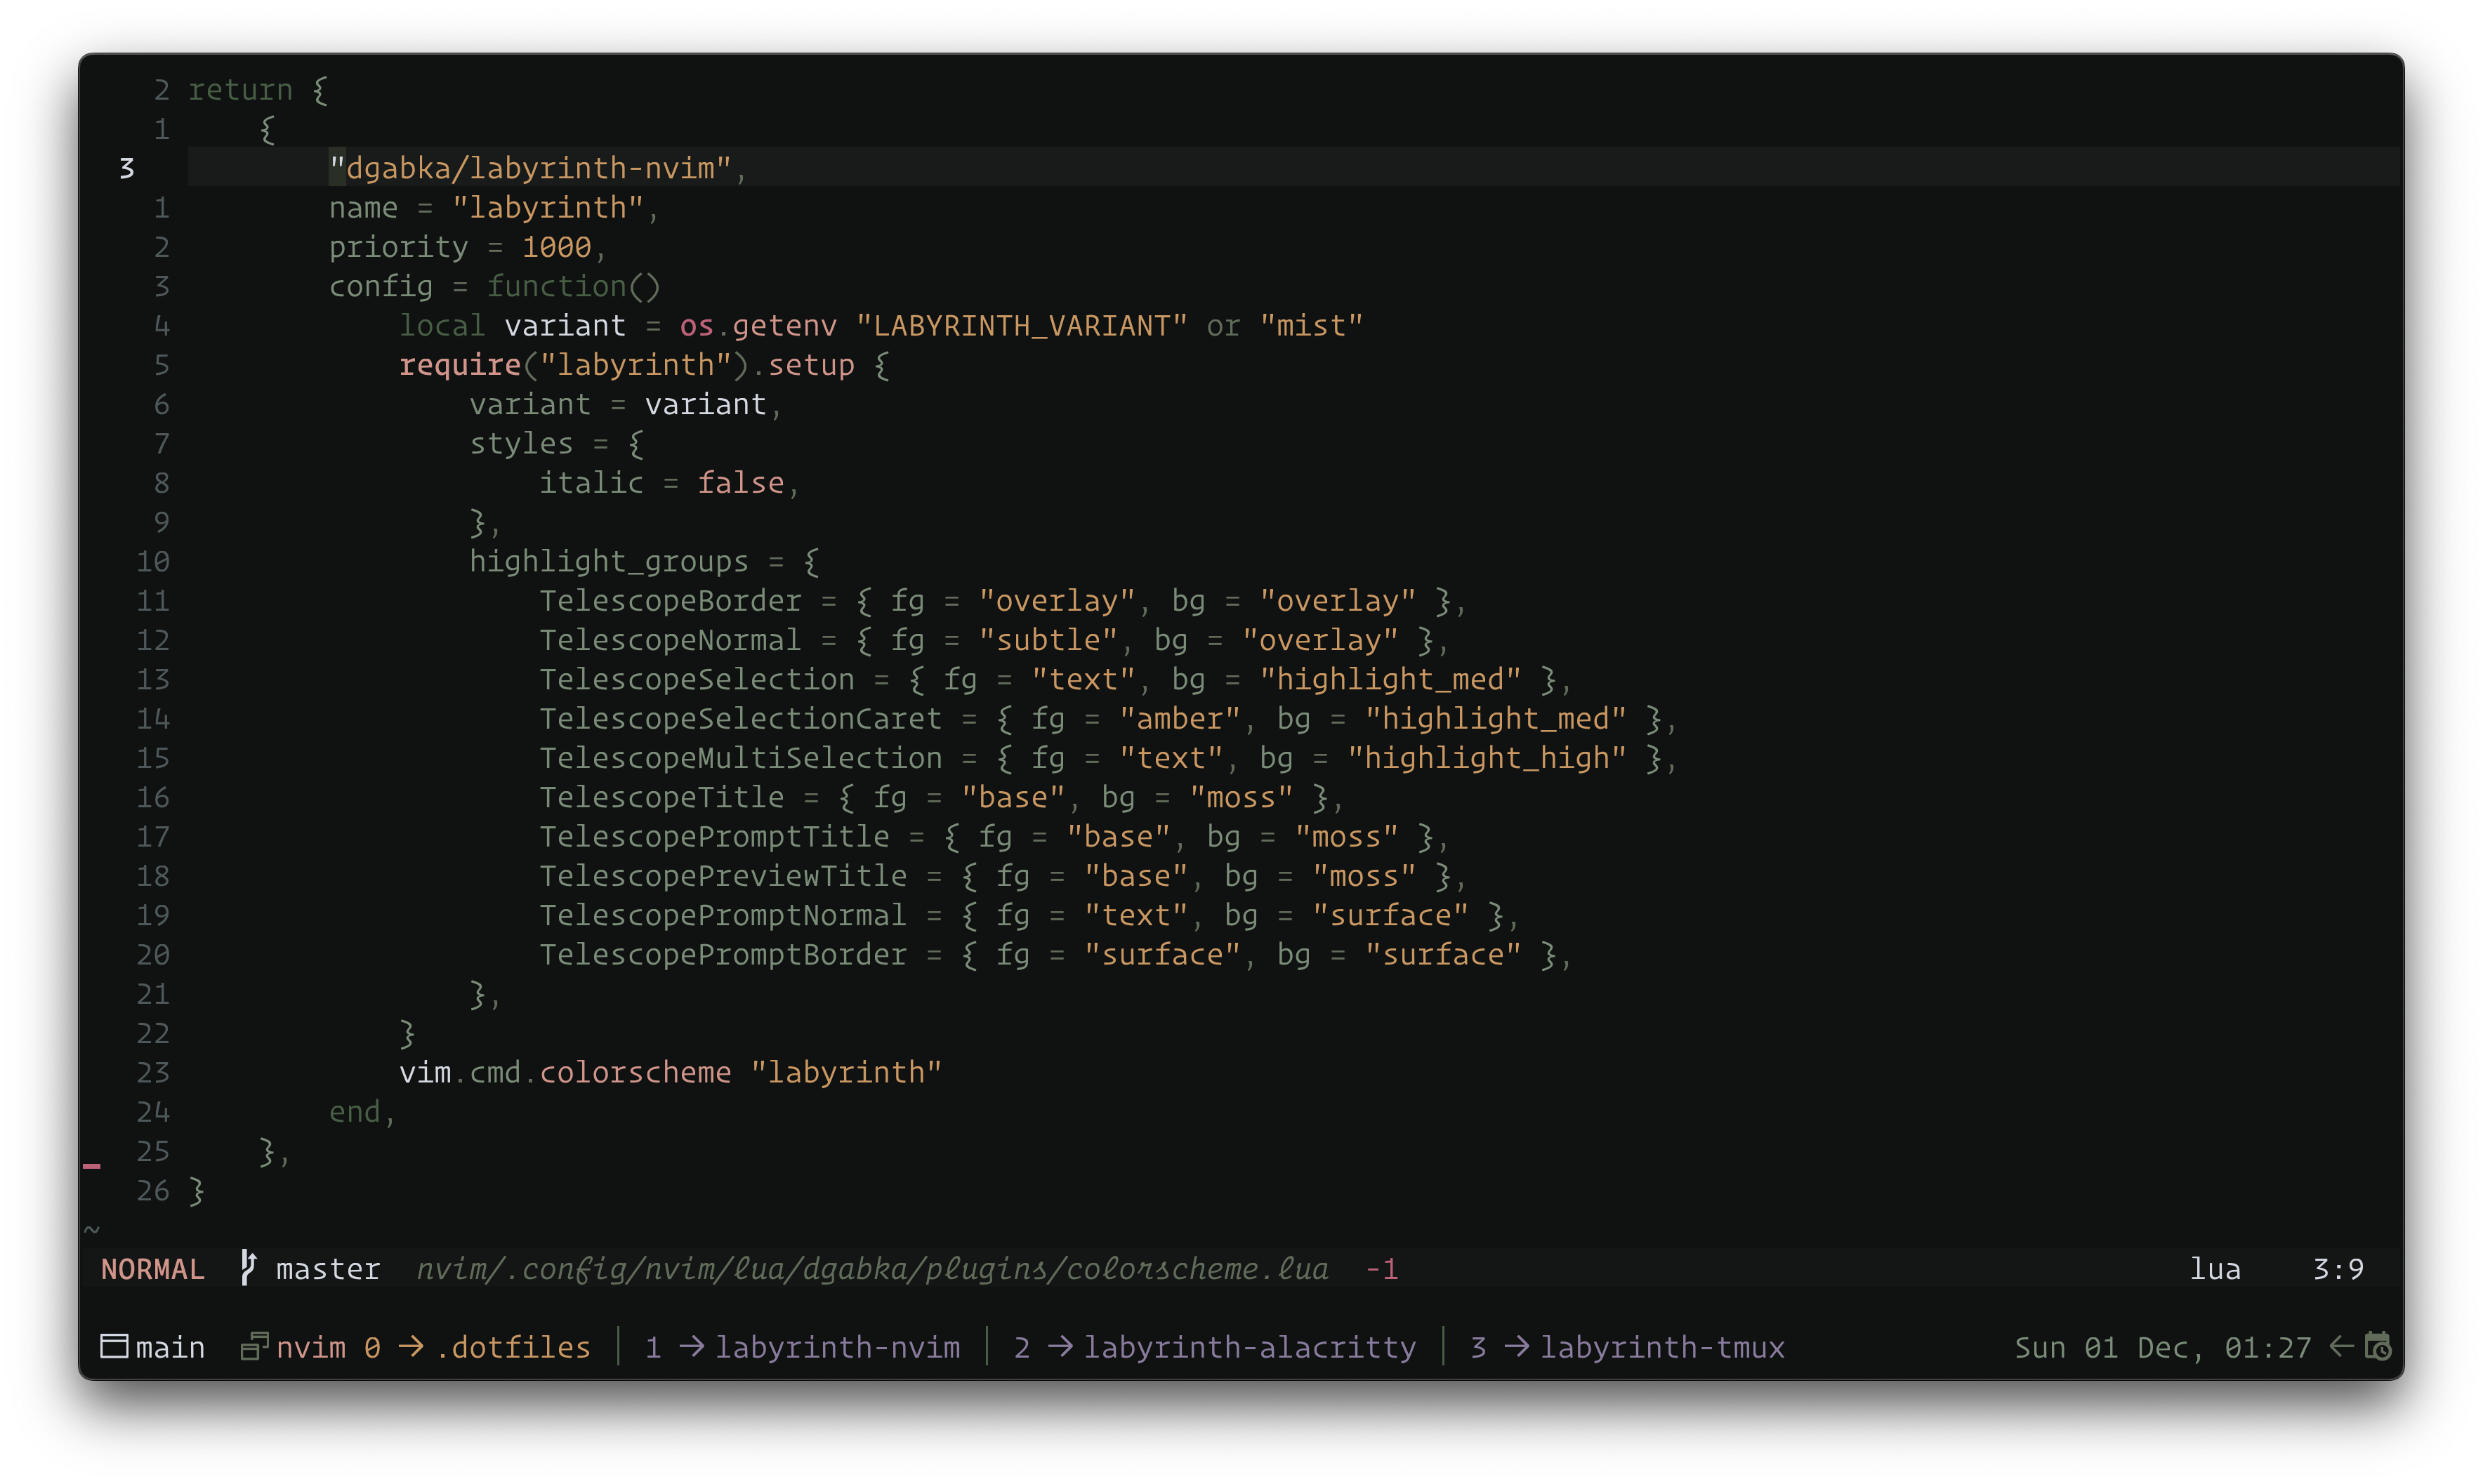 2 return {
1     {
3         "dgabka/labyrinth-nvim",
1         name = "labyrinth",
2         priority = 1000,
3         config = function()
4             local variant = os.getenv "LABYRINTH_VARIANT" or "mist"
5             require("labyrinth").setup {
6                 variant = variant,
7                 styles = {
8                     italic = false,
9                 },
10                 highlight_groups = {
11                     TelescopeBorder = { fg = "overlay", bg = "overlay" },
12                     TelescopeNormal = { fg = "subtle", bg = "overlay" },
13                     TelescopeSelection = { fg = "text", bg = "highlight_med" },
14                     TelescopeSelectionCaret = { fg = "amber", bg = "highlight_med" },
15                     TelescopeMultiSelection = { fg = "text", bg = "highlight_high" },
16                     TelescopeTitle = { fg = "base", bg = "moss" },
17                     TelescopePromptTitle = { fg = "base", bg = "moss" },
18                     TelescopePreviewTitle = { fg = "base", bg = "moss" },
19                     TelescopePromptNormal = { fg = "text", bg = "surface" },
20                     TelescopePromptBorder = { fg = "surface", bg = "surface" },
21                 },
22             }
23             vim.cmd.colorscheme "labyrinth"
24         end,
25     },
26 }
~
NORMAL master nvim/.config/nvim/lua/dgabka/plugins/colorscheme.lua -1 lua 3:9
main nvim 0 → .dotfiles │ 1 → labyrinth-nvim │ 2 → labyrinth-alacritty │ 3 → labyrinth-tmux Sun 01 Dec, 01:27 ←